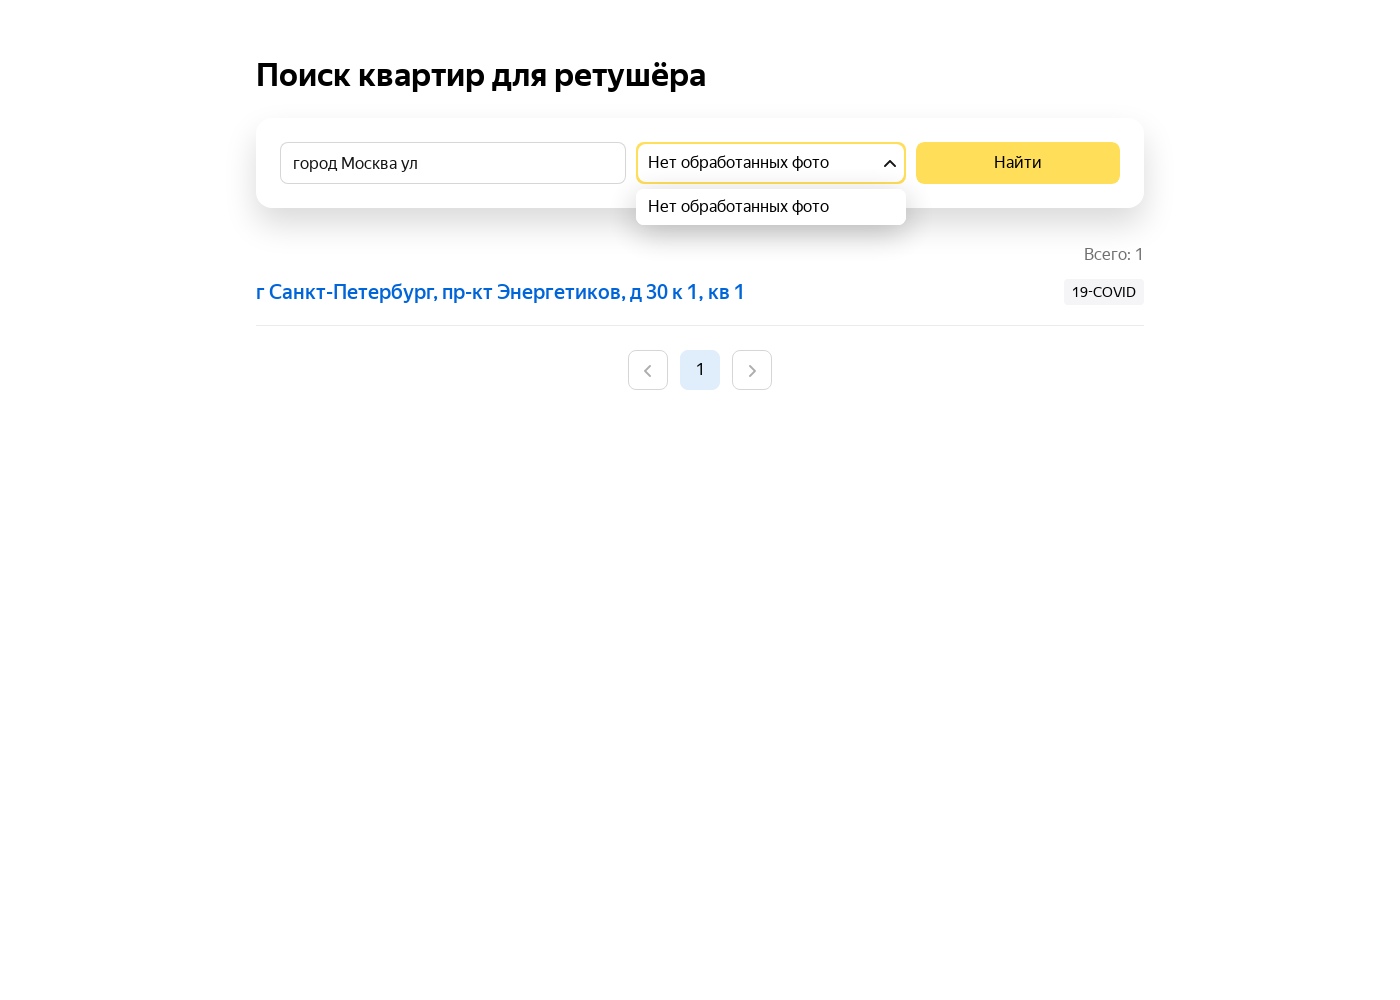 Поиск квартир для ретушёра
город Москва ул
Нет обработанных фото
Найти
Нет обработанных фото
Всего: 1
г Санкт-Петербург, пр-кт Энергетиков, д 30 к 1, кв 1
19-COVID
1